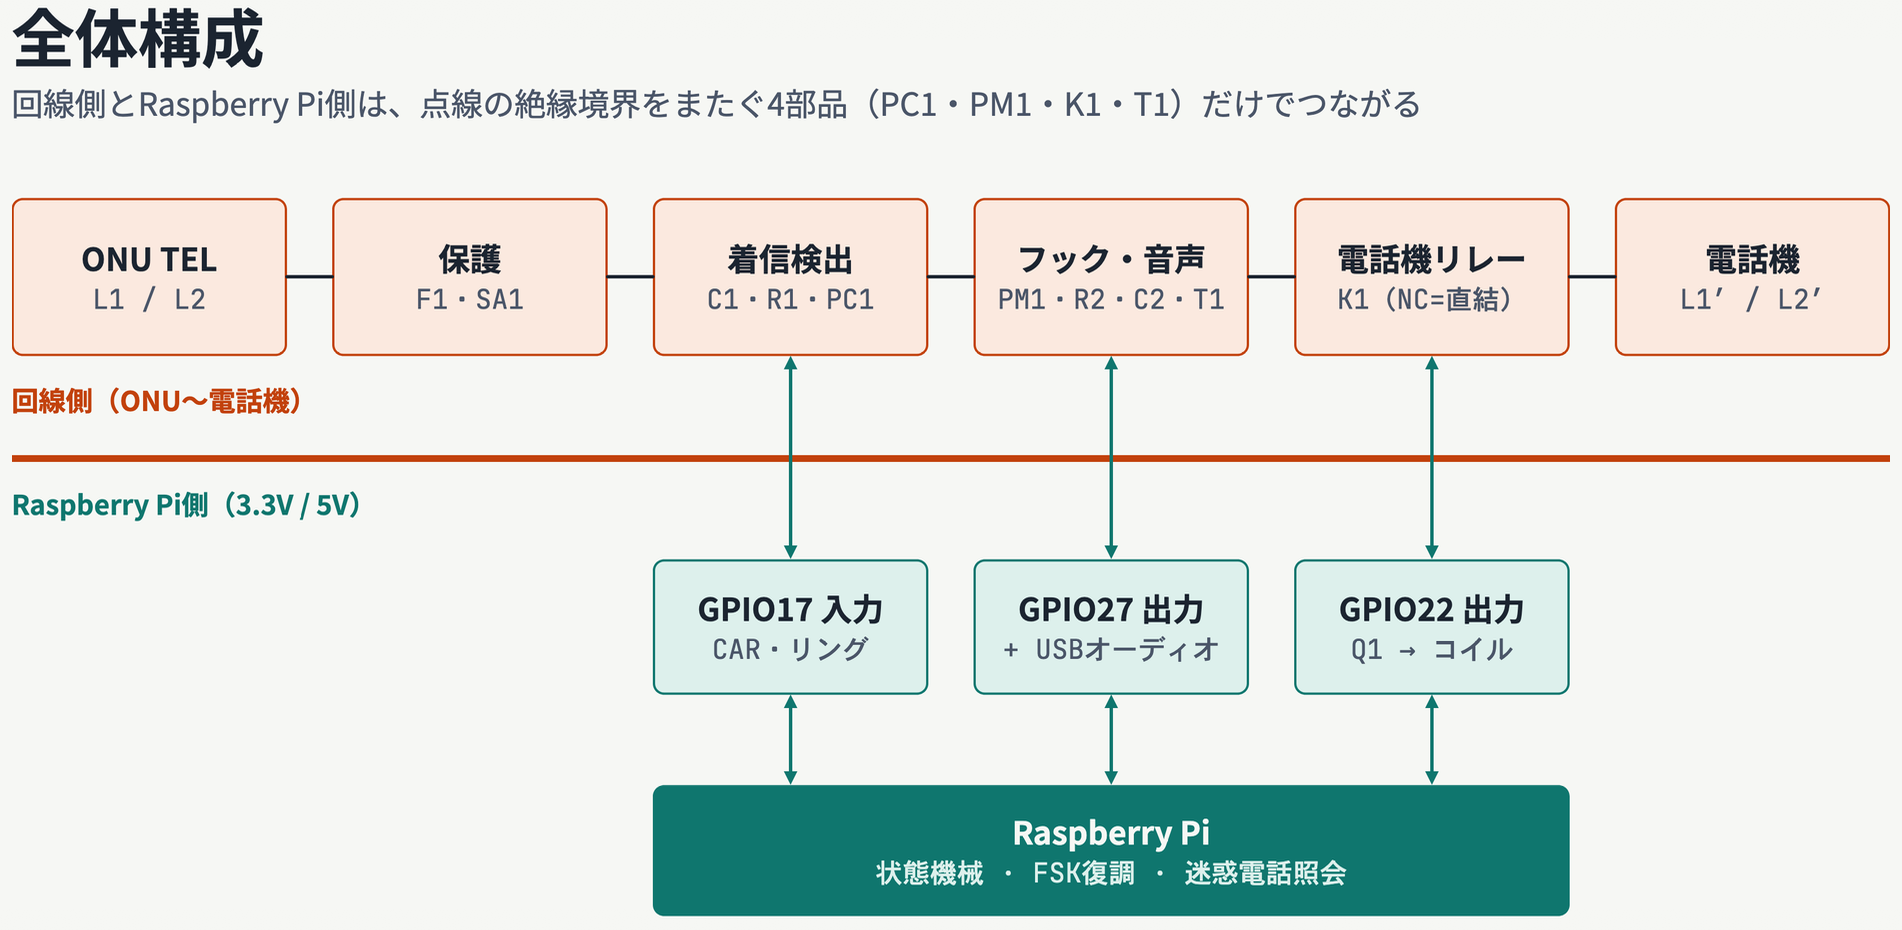 全体構成
回線側とRaspberry Pi側は、点線の絶縁境界をまたぐ4部品（PC1・PM1・K1・T1）だけでつながる
ONU TEL
L1 / L2
保護
F1・SA1
着信検出
C1・R1・PC1
フック・音声
PM1・R2・C2・T1
電話機リレー
K1（NC=直結）
電話機
L1′ / L2′
回線側（ONU〜電話機）
Raspberry Pi側（3.3V / 5V）
GPIO17 入力
CAR・リング
GPIO27 出力
+ USBオーディオ
GPIO22 出力
Q1 → コイル
Raspberry Pi
状態機械 · FSK復調 · 迷惑電話照会